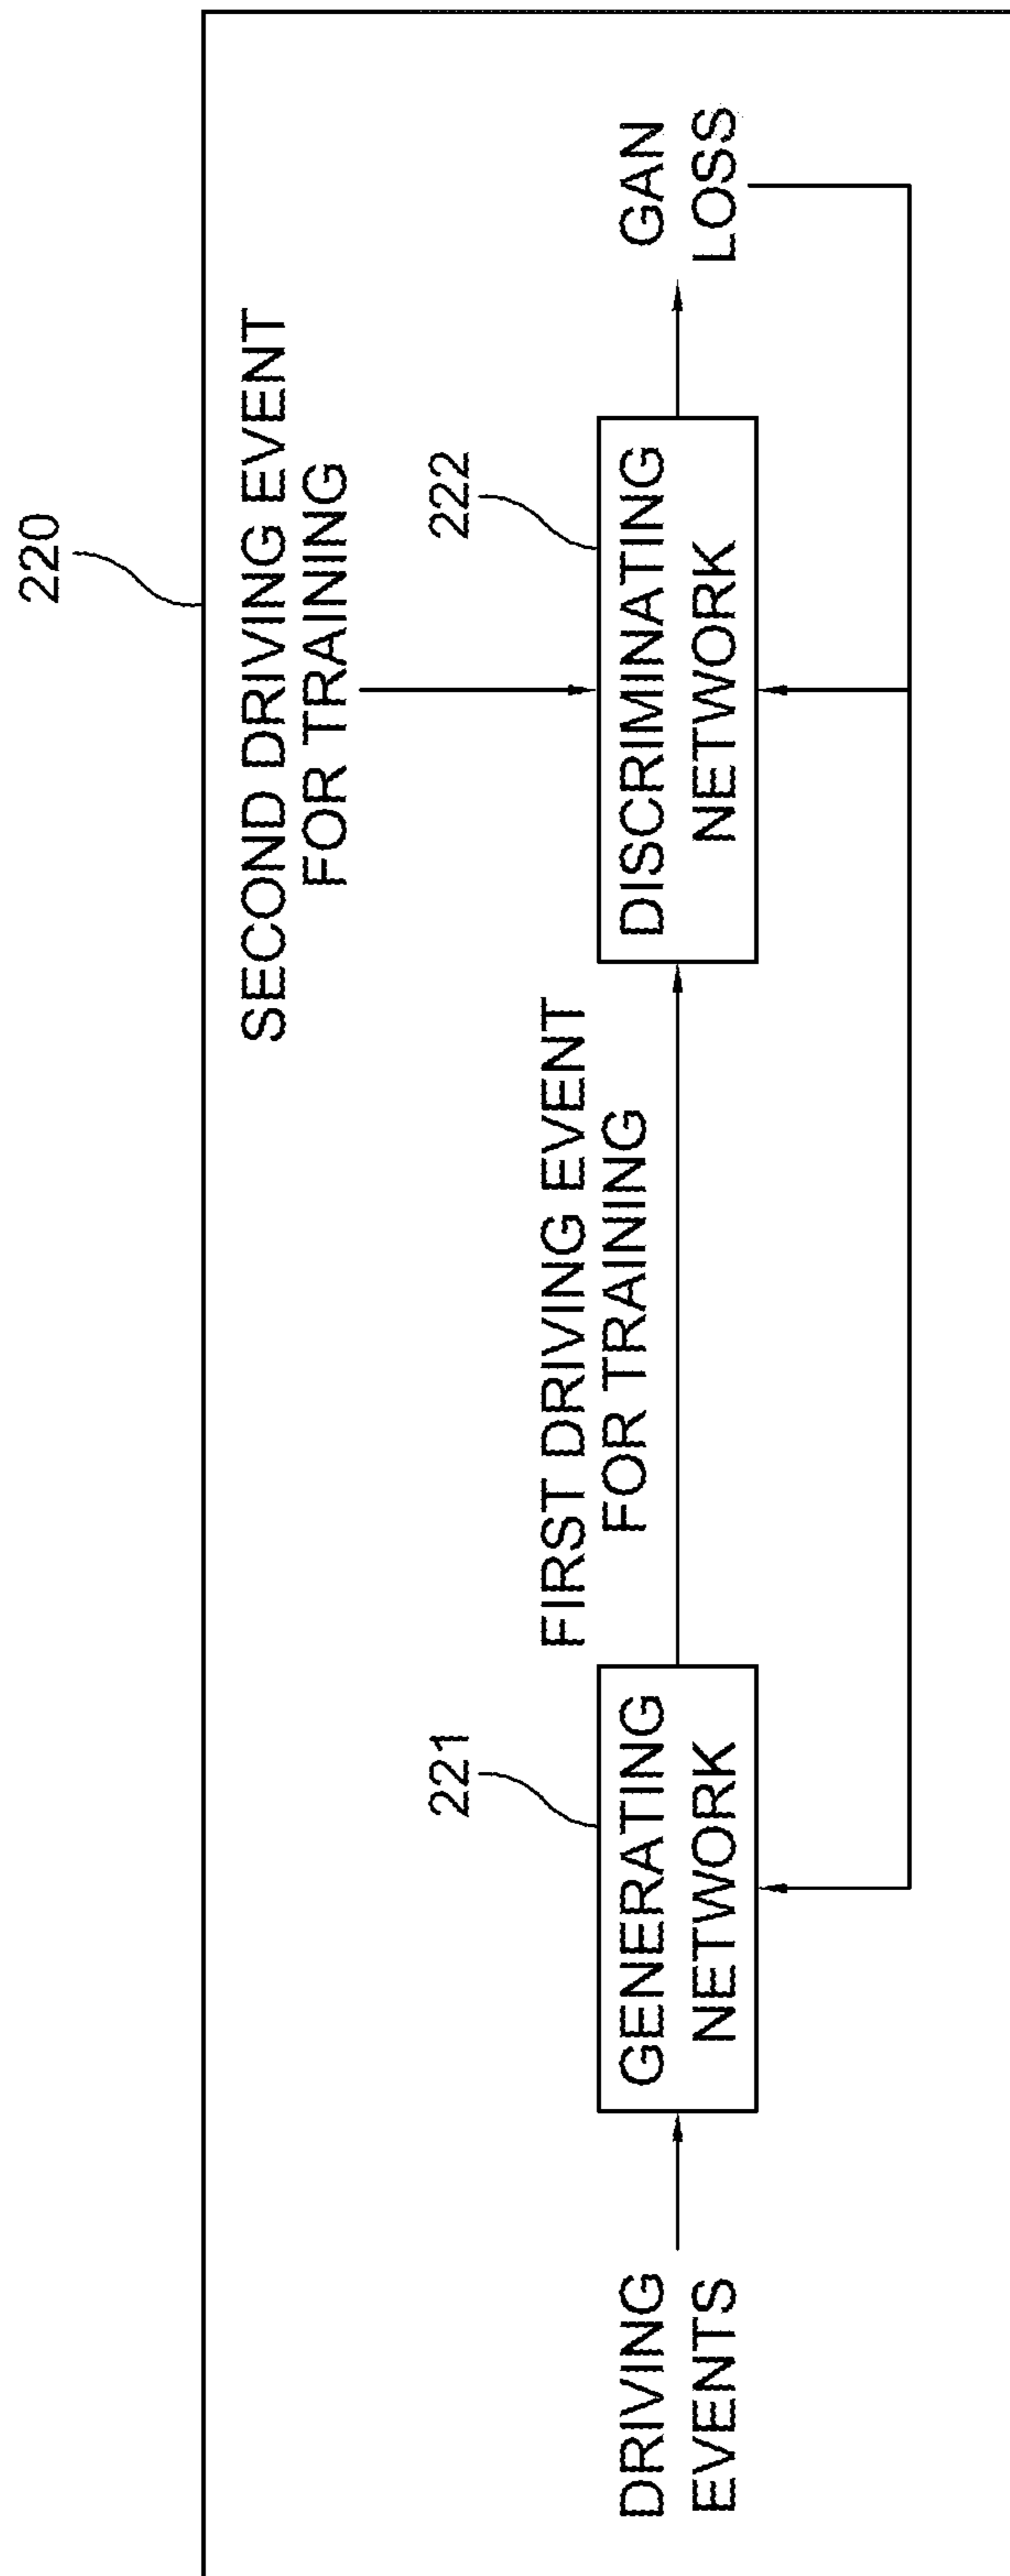 220
SECOND DRIVING EVENT
FOR TRAINING
221
222
FIRST DRIVING EVENT
FOR TRAINING
DRIVING
EVENTS
GENERATING
NETWORK
DISCRIMINATING
NETWORK
GAN
LOSS